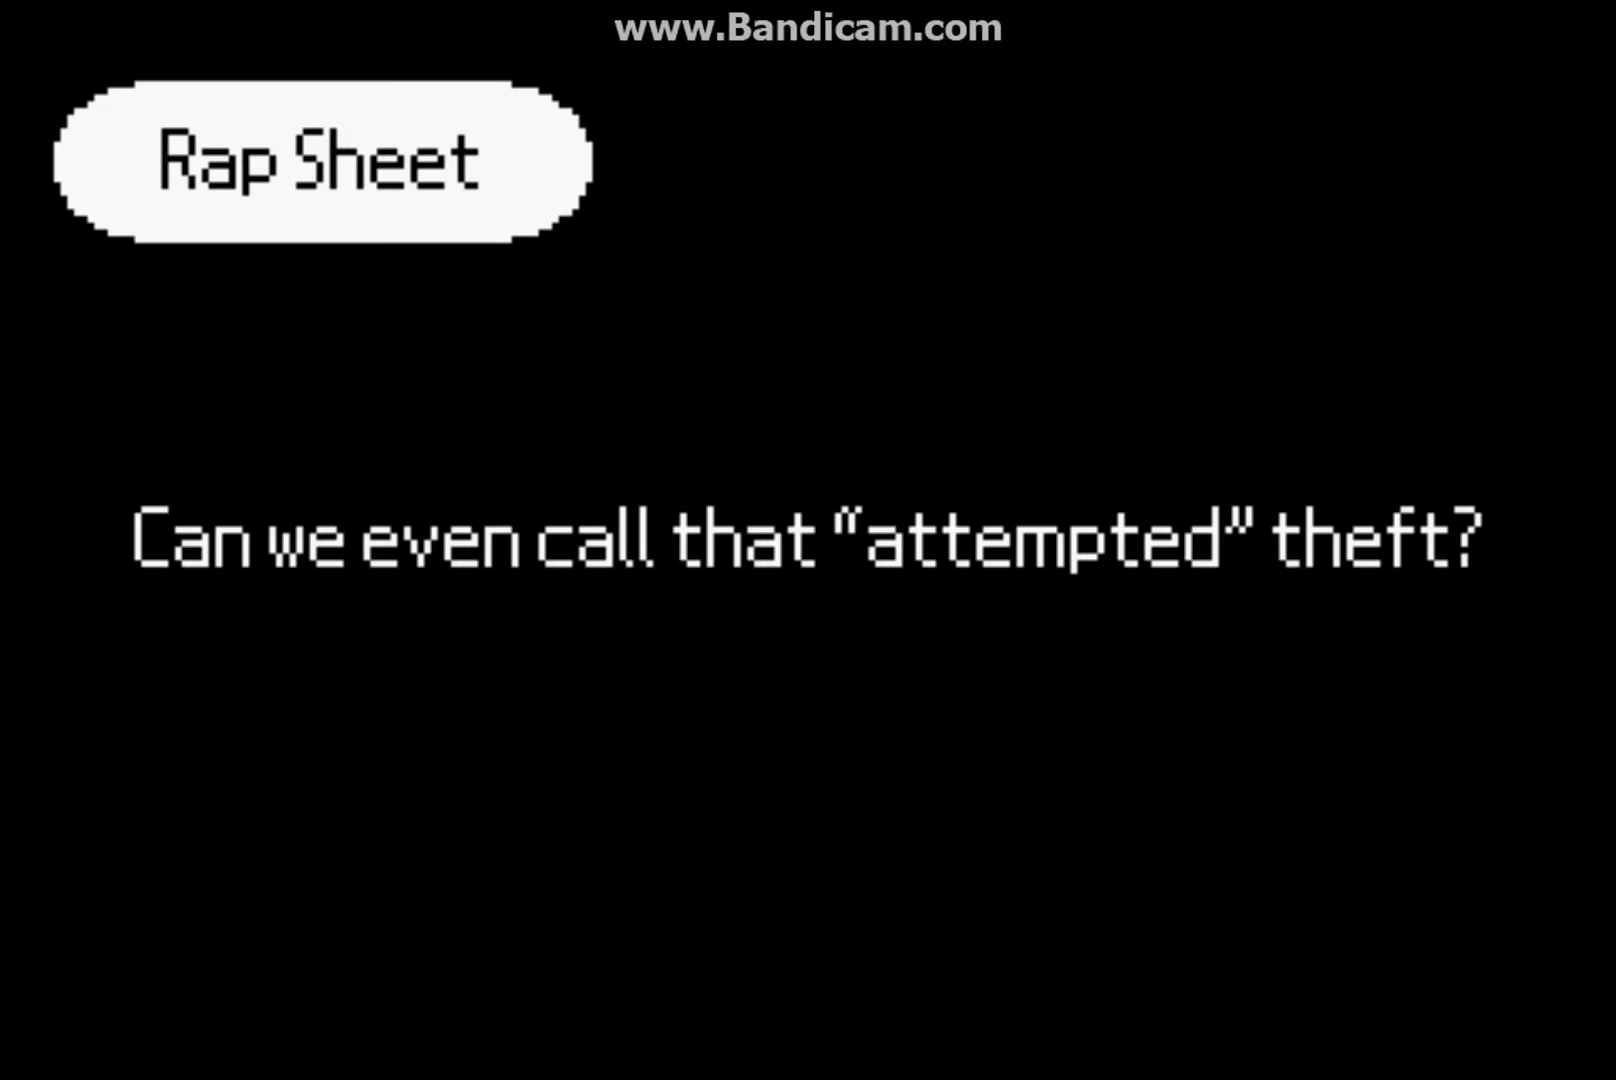 www.Bandicam.com
Rap Sheet
Can we even call that “attempted” theft?